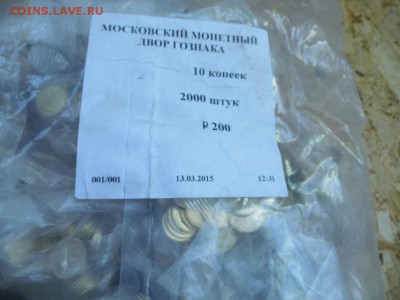 COINS.LAVE.RU
МОСКОВСКИЙ МОНЕТНЫЙ
ДВОР ГОЗНАКА
10 копеек
2000 штук
₽ 200
001/001 13.03.2015 12:31